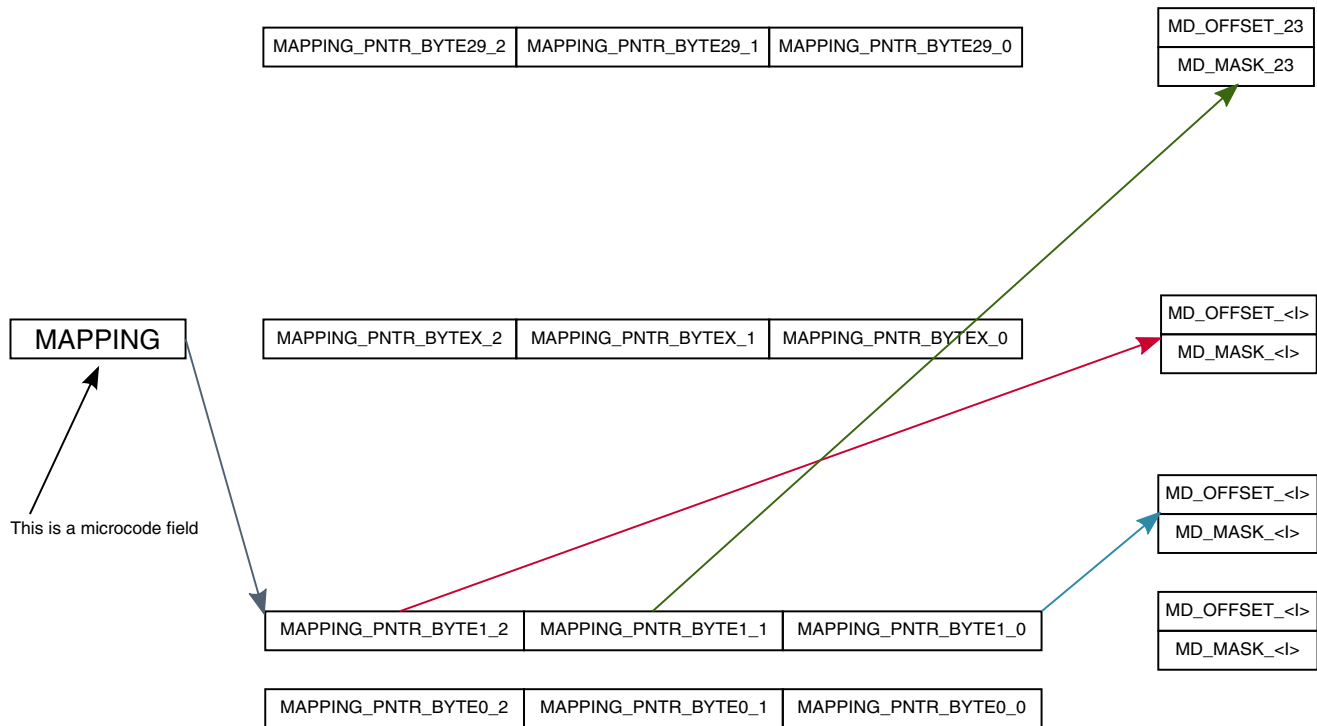 MD_OFFSET_23
MAPPING_PNTR_BYTE29_2 MAPPING_PNTR_BYTE29_1 MAPPING_PNTR_BYTE29_0
MD_MASK_23
MD_OFFSET_<I>
MAPPING MAPPING_PNTR_BYTEX_2 MAPPING_PNTR_BYTEX_1 MAPPING_PNTR_BYTEX_0
MD_MASK_<I>
MD_OFFSET_<I>
This is a microcode field
MD_MASK_<I>
MD_OFFSET_<I>
MAPPING_PNTR_BYTE1_2 MAPPING_PNTR_BYTE1_1 MAPPING_PNTR_BYTE1_0
MD_MASK_<I>
MAPPING_PNTR_BYTE0_2 MAPPING_PNTR_BYTE0_1 MAPPING_PNTR_BYTE0_0